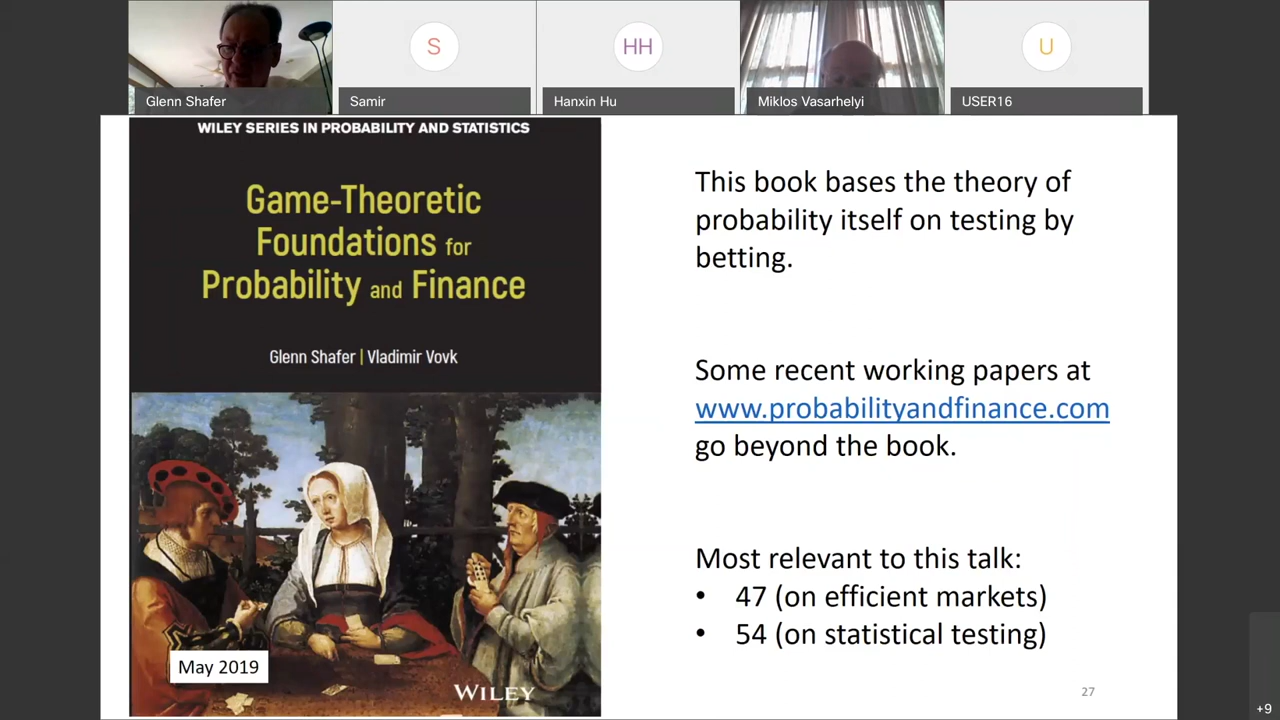 S
HH
U
Glenn Shafer
Samir
Hanxin Hu
Miklos Vasarhelyi
USER16
WILEY SERIES IN PROBABILITY AND STATISTICS
Game-Theoretic
Foundations for
Probability and Finance
Glenn Shafer | Vladimir Vovk
May 2019
WILEY
This book bases the theory of
probability itself on testing by
betting.
Some recent working papers at
www.probabilityandfinance.com
go beyond the book.
Most relevant to this talk:
• 47 (on efficient markets)
• 54 (on statistical testing)
27
+9